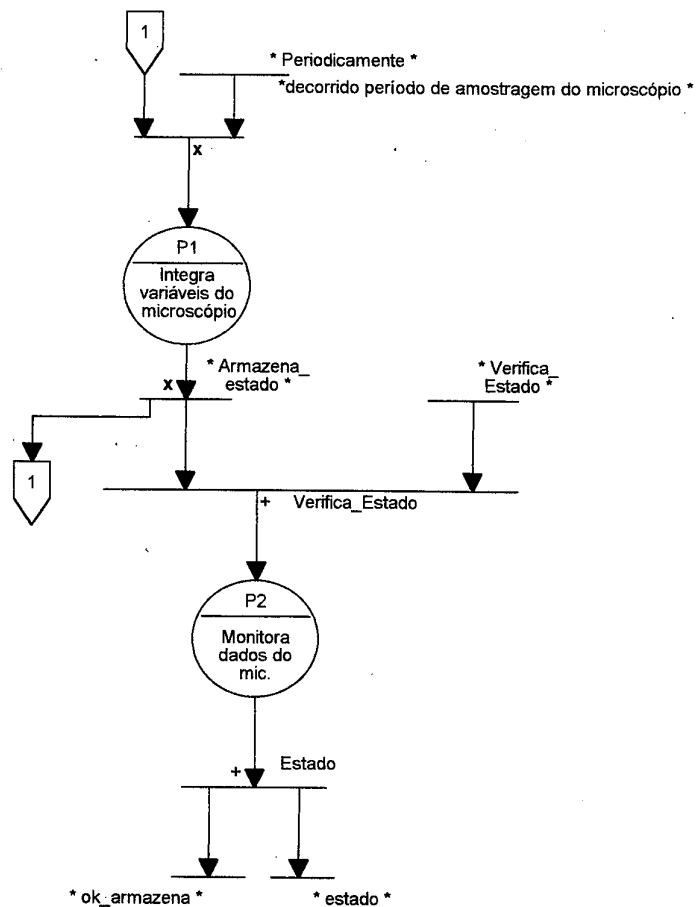 1
* Periodicamente *
*decorrido período de amostragem do microscópio *
x
P1
Integra
variáveis do
microscópio
* Armazena_
estado *
x
* Verifica_
Estado *
1
+ Verifica_Estado
P2
Monitora
dados do
mic.
+ Estado
* ok_armazena * * estado *